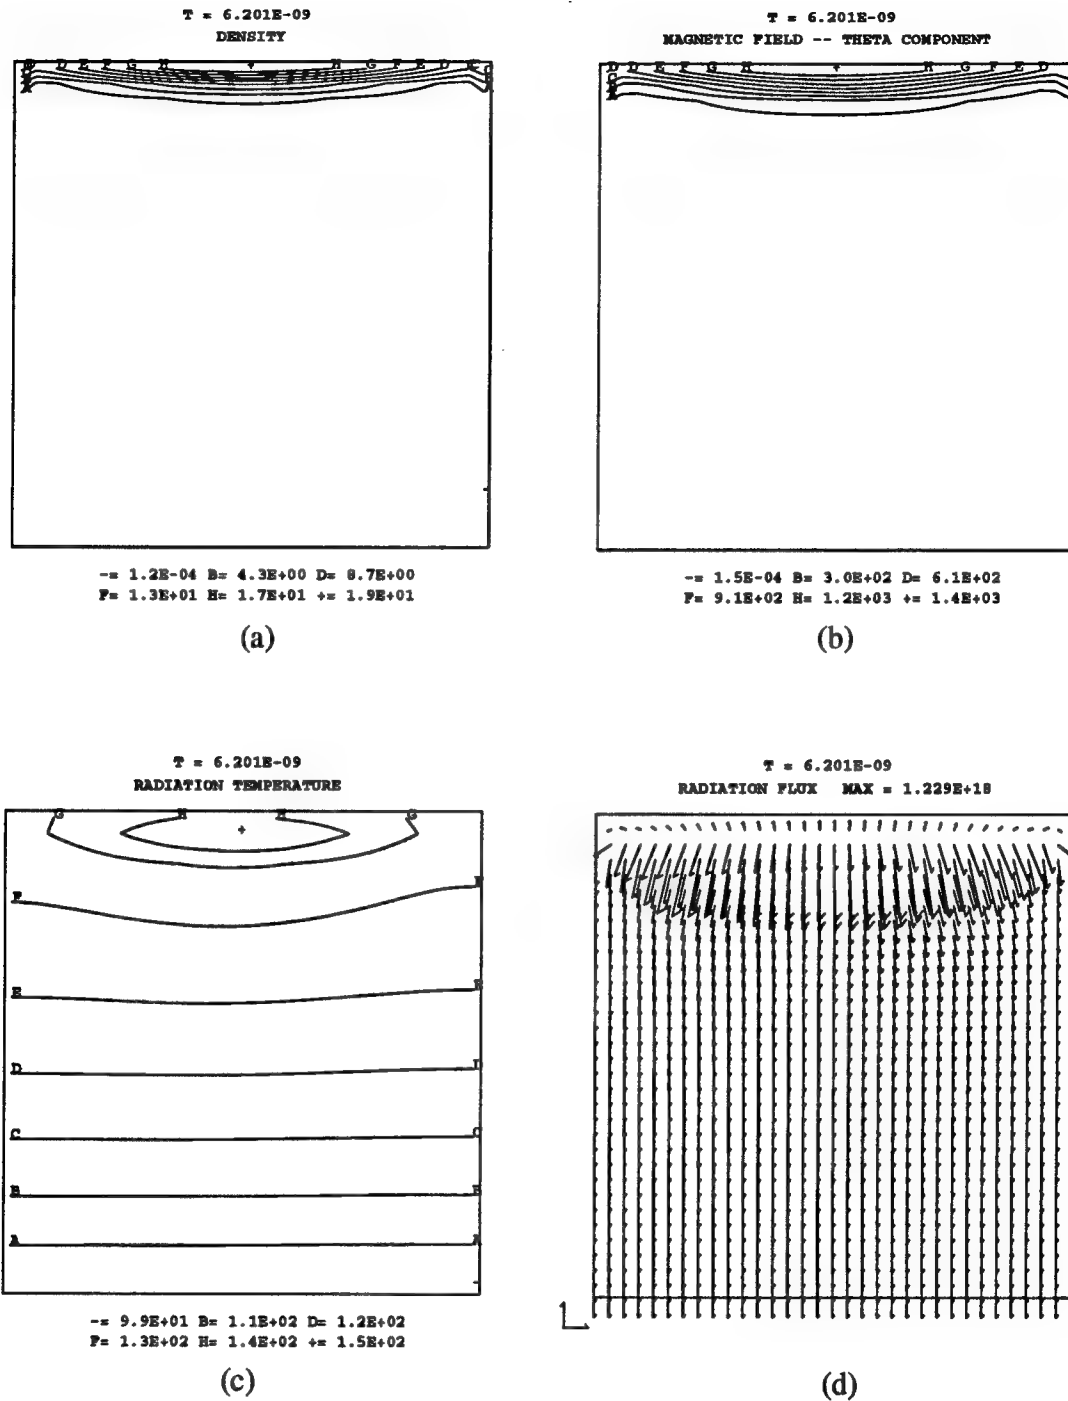 T = 6.201E-09
DENSITY
D E F G H + H G F E D C
-= 1.2E-04 B= 4.3E+00 D= 8.7E+00
F= 1.3E+01 H= 1.7E+01 += 1.9E+01
(a)
T = 6.201E-09
MAGNETIC FIELD -- THETA COMPONENT
D D E F G H + H G F E D
-= 1.5E-04 B= 3.0E+02 D= 6.1E+02
F= 9.1E+02 H= 1.2E+03 += 1.4E+03
(b)
T = 6.201E-09
RADIATION TEMPERATURE
G H H G
+
F
E
D
C C
B
A A
-= 9.9E+01 B= 1.1E+02 D= 1.2E+02
F= 1.3E+02 H= 1.4E+02 += 1.5E+02
(c)
T = 6.201E-09
RADIATION FLUX MAX = 1.229E+18
(d)